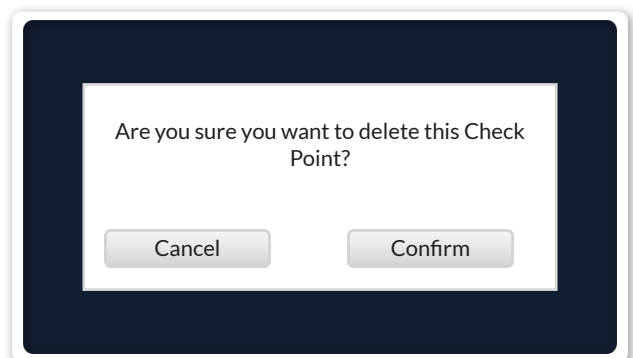 Are you sure you want to delete this Check
Point?
Cancel
Confirm